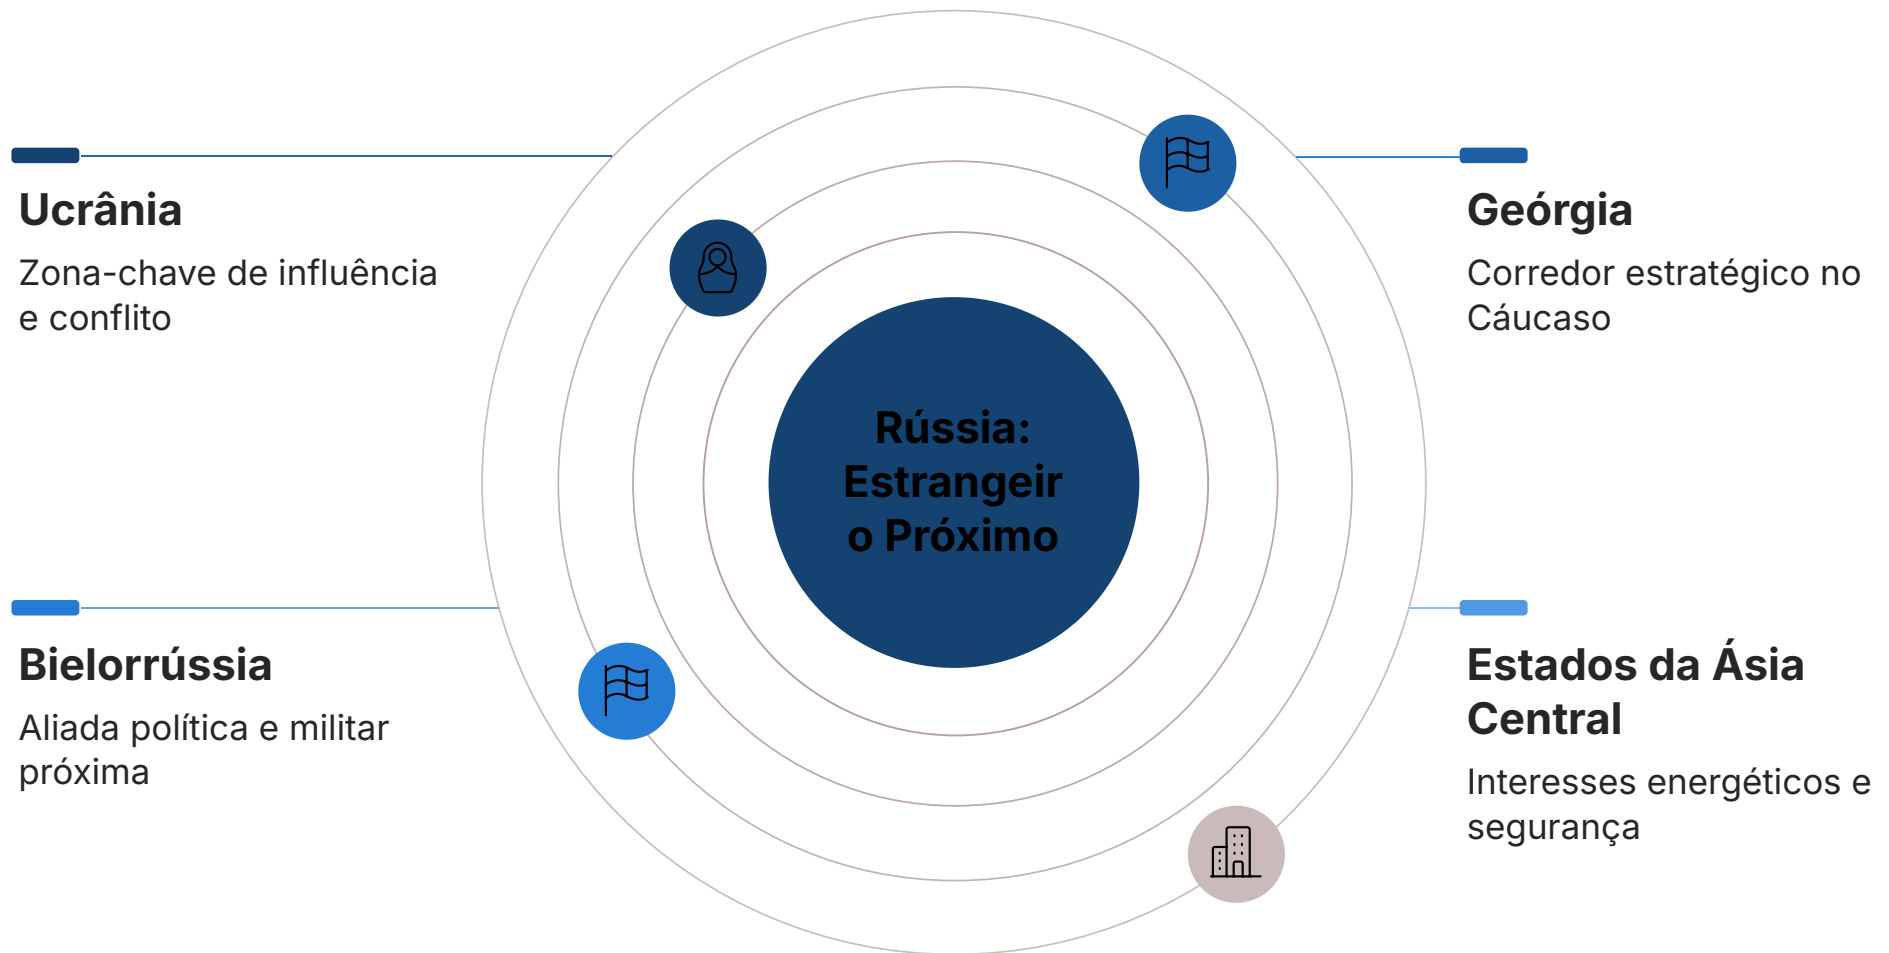 Ucrânia
Zona-chave de influência
e conflito
Geórgia
Corredor estratégico no
Cáucaso
Rússia:
Estrangeir
o Próximo
Bielorrússia
Aliada política e militar
próxima
Estados da Ásia
Central
Interesses energéticos e
segurança